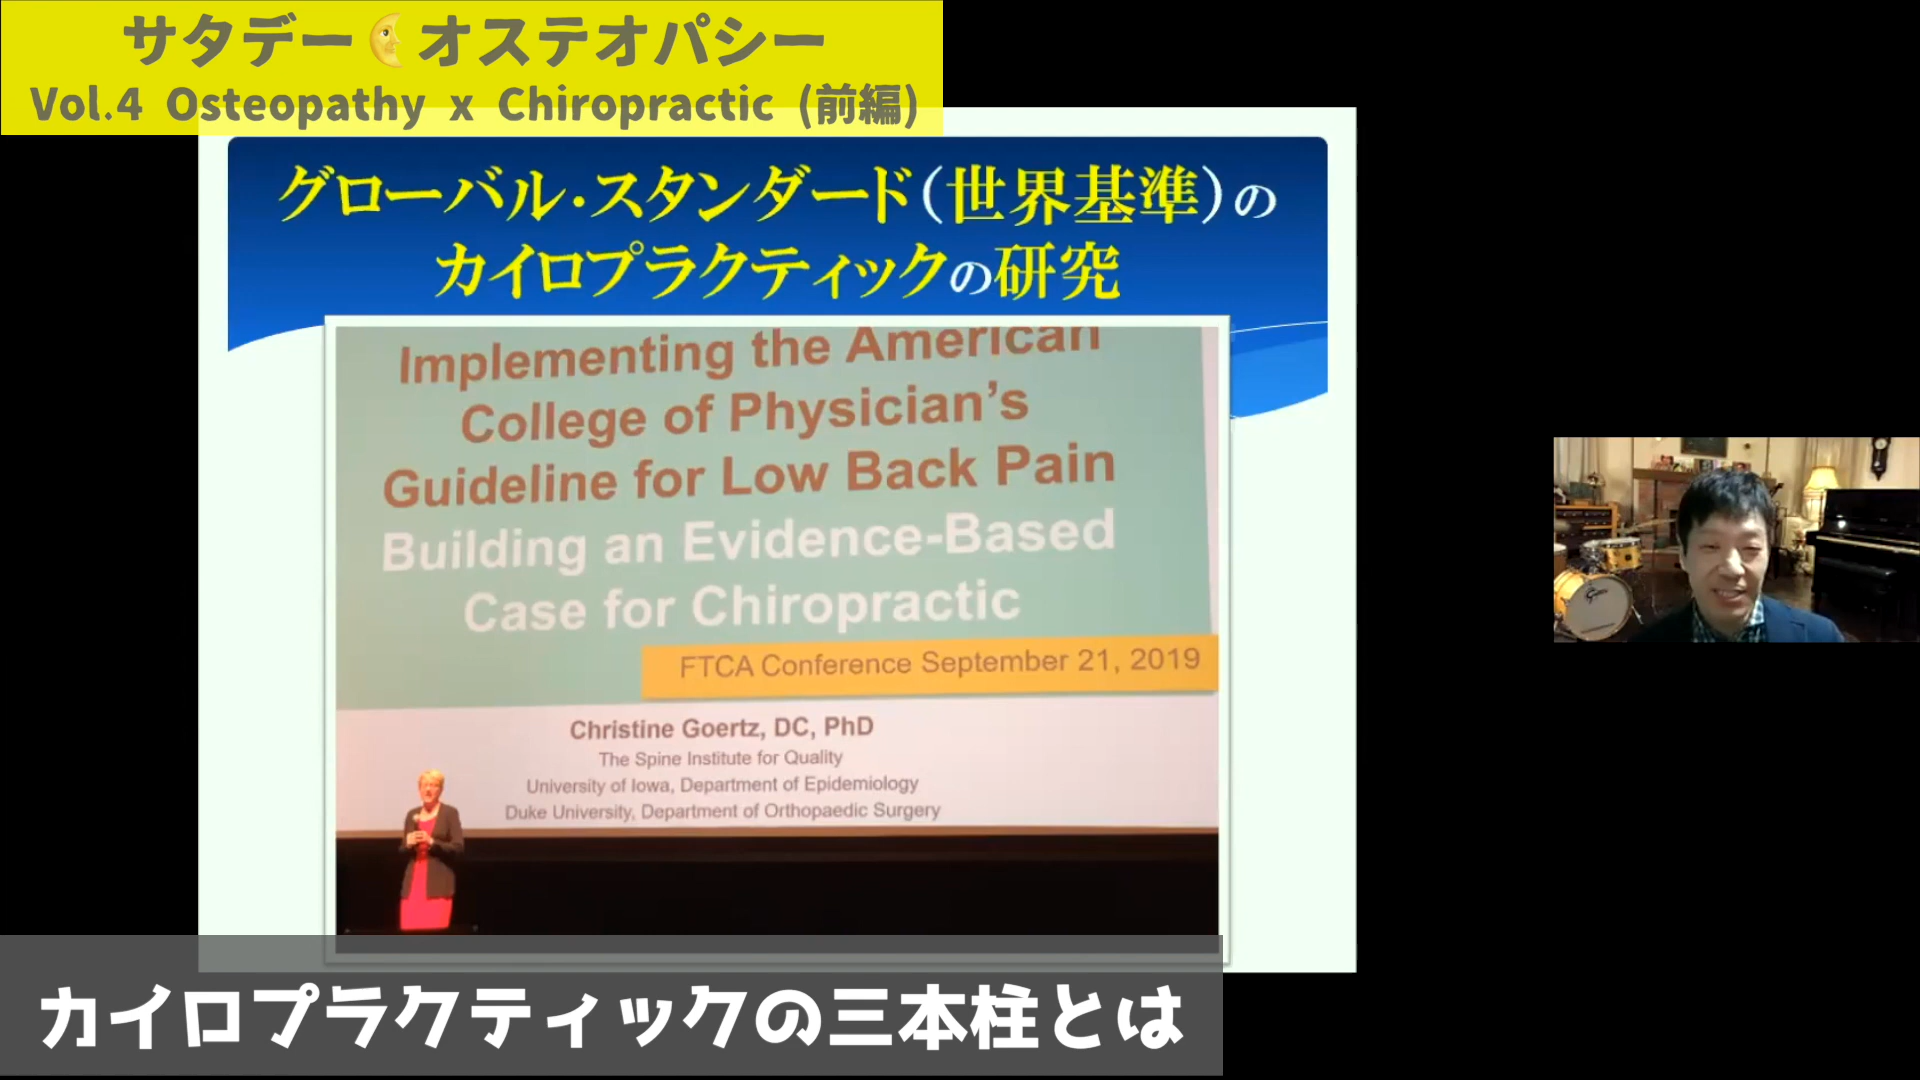 サタデー🌛オステオパシー
Vol.4 Osteopathy x Chiropractic (前編)
グローバル・スタンダード(世界基準)の
カイロプラクティックの研究
Implementing the American
College of Physician's
Guideline for Low Back Pain
Building an Evidence-Based
Case for Chiropractic
FTCA Conference September 21, 2019
Christine Goertz, DC, PhD
The Spine Institute for Quality
University of Iowa, Department of Epidemiology
Duke University, Department of Orthopaedic Surgery
カイロプラクティックの三本柱とは